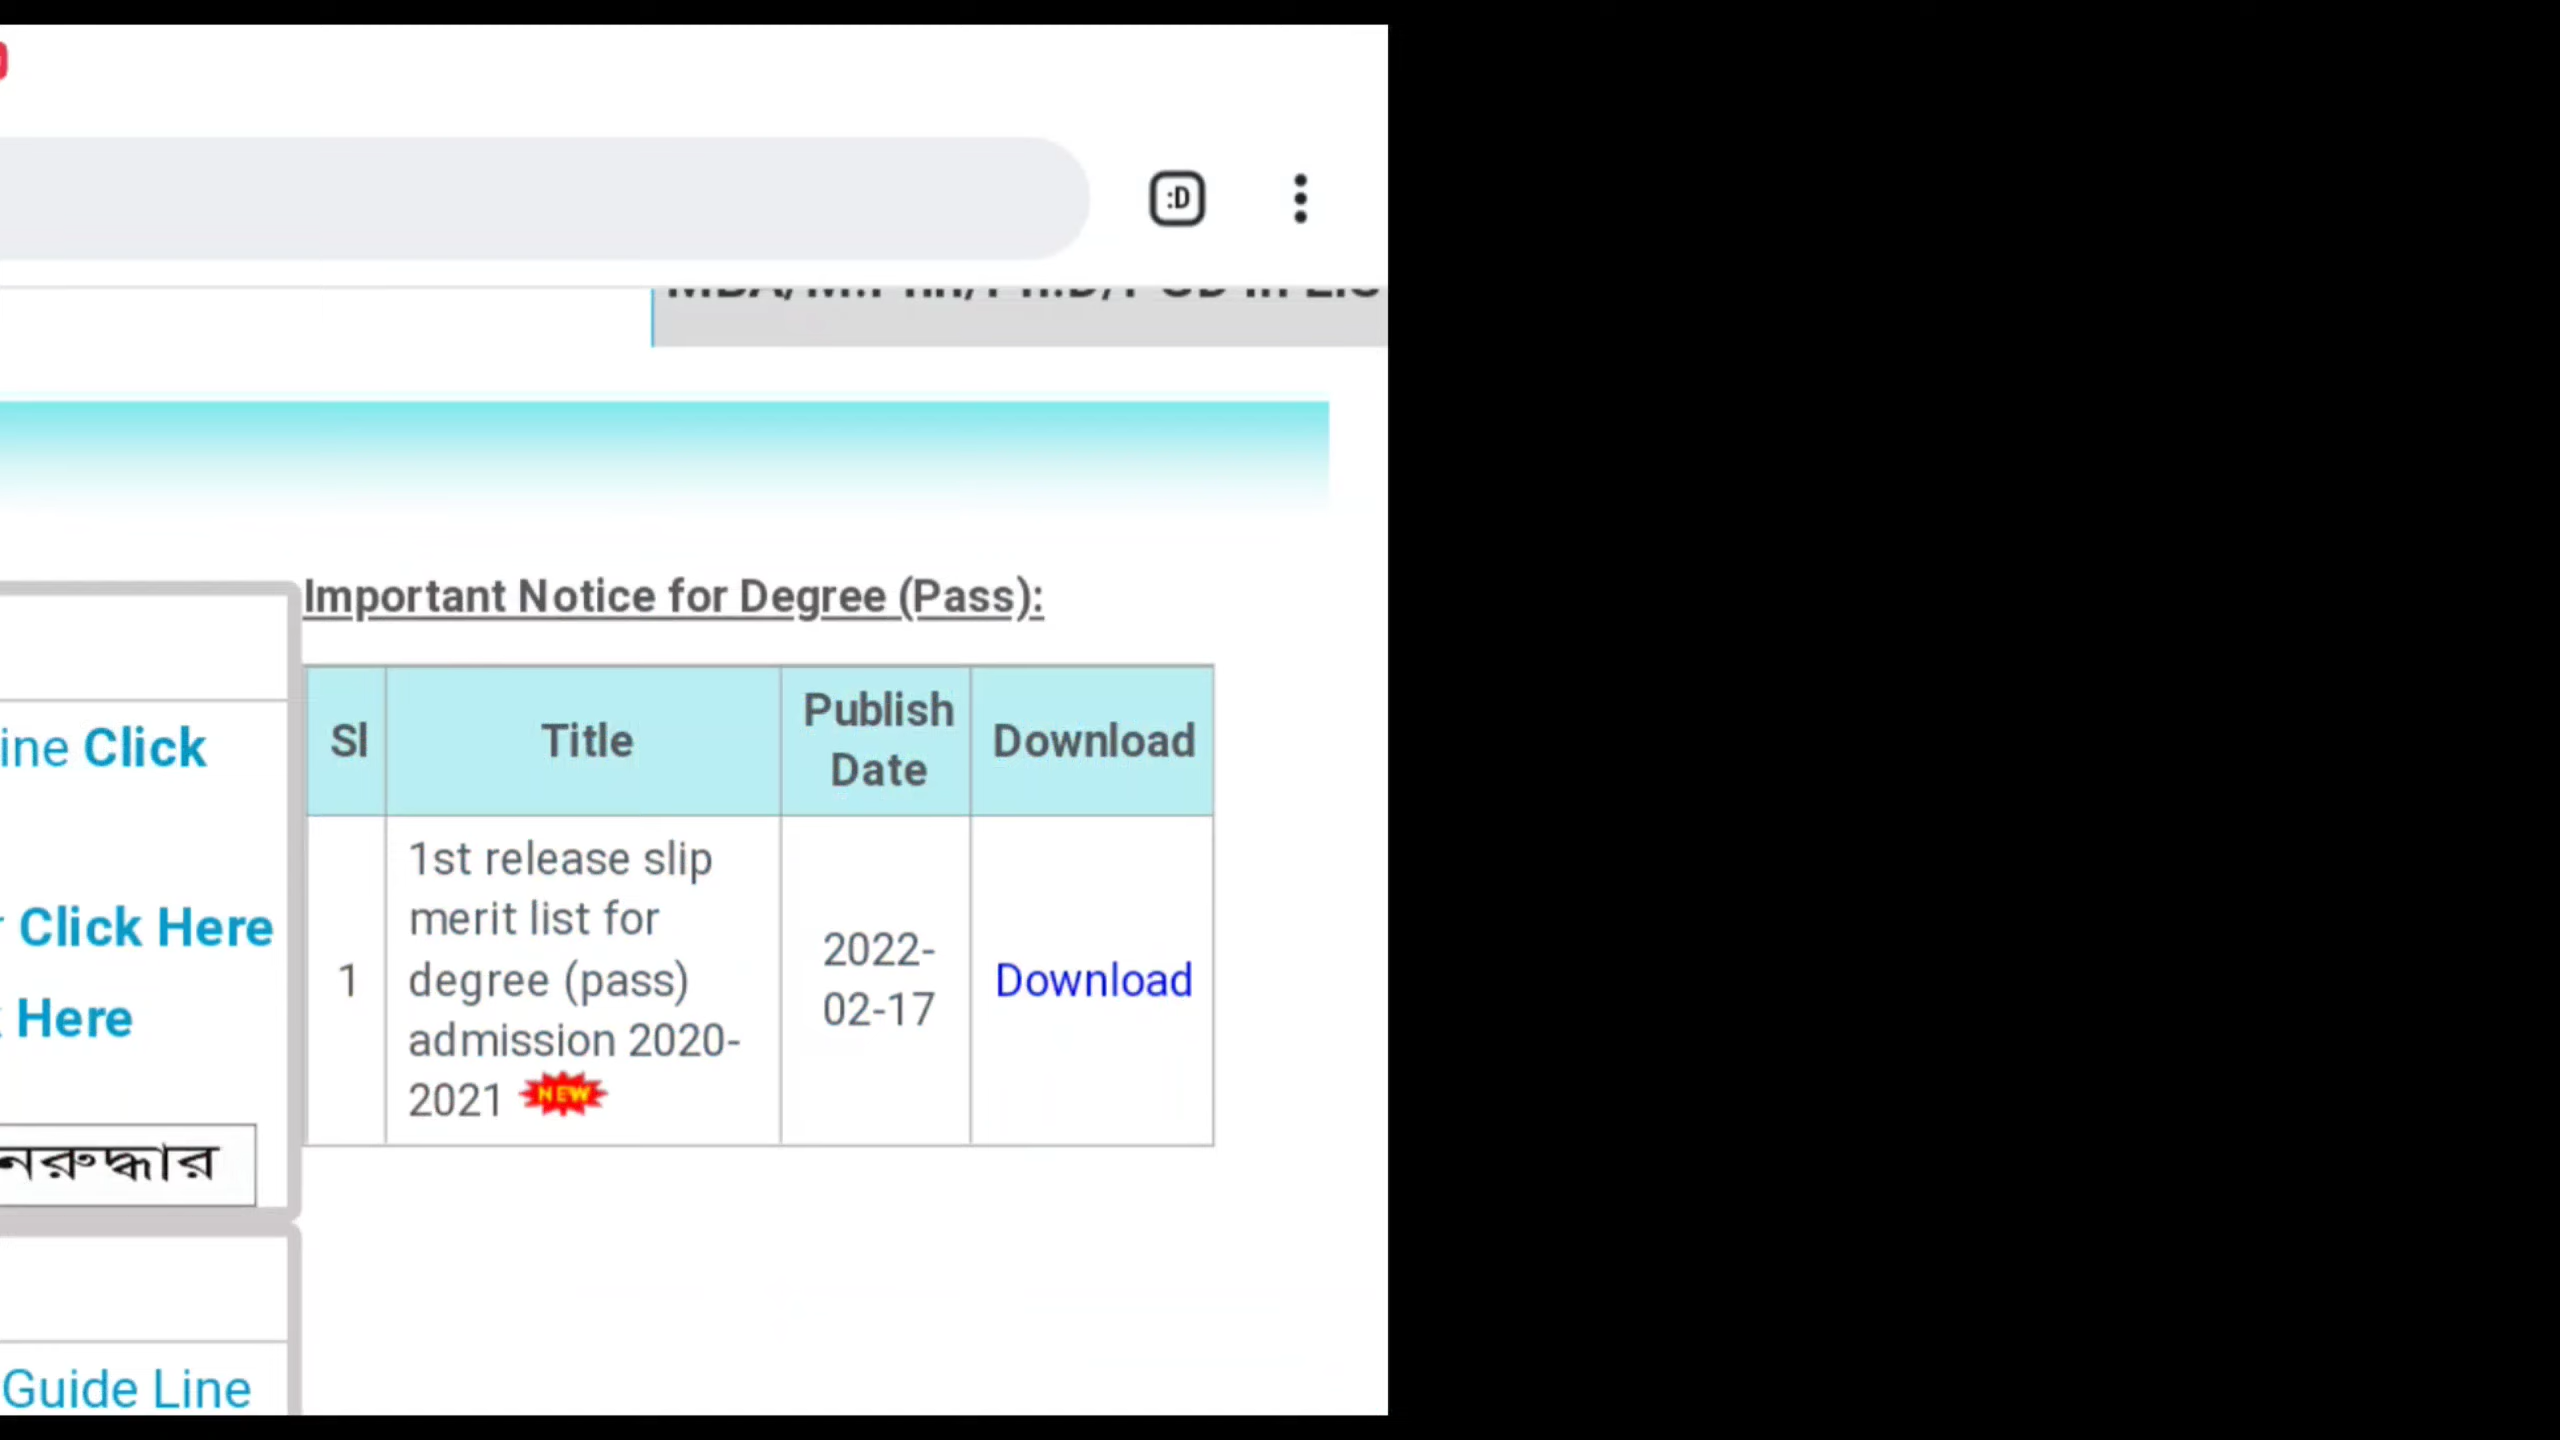 :D
Important Notice for Degree (Pass):
Sl Title Publish Date Download
ine Click
Click Here
Here
1 1st release slip merit list for degree (pass) admission 2020-2021 NEW 2022-02-17 Download
নরুদ্ধার
Guide Line